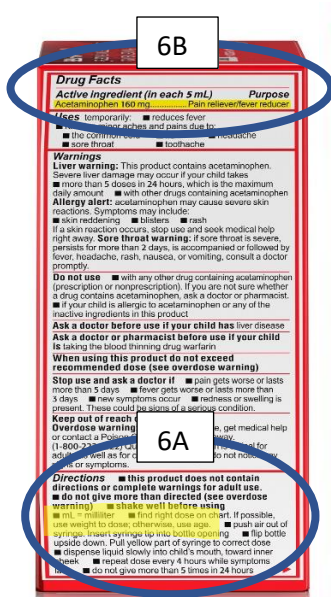 6B
Drug Facts
Active Ingredient (in each 5 mL) Purpose
Acetaminophen 160 mg....................Pain reliever/fever reducer
Uses temporarily: ■ reduces fever
minor aches and pains due to:
■ the common headache
■ sore throat ■ toothache
Warnings
Liver warning: This product contains acetaminophen.
Severe liver damage may occur if your child takes
■ more than 5 doses in 24 hours, which is the maximum
daily amount ■ with other drugs containing acetaminophen
Allergy alert: acetaminophen may cause severe skin
reactions. Symptoms may include:
■ skin reddening ■ blisters ■ rash
If a skin reaction occurs, stop use and seek medical help
right away. Sore throat warning: if sore throat is severe,
persists for more than 2 days, is accompanied or followed by
fever, headache, rash, nausea, or vomiting, consult a doctor
promptly.
Do not use ■ with any other drug containing acetaminophen
(prescription or nonprescription). If you are not sure whether
a drug contains acetaminophen, ask a doctor or pharmacist.
■ if your child is allergic to acetaminophen or any of the
inactive ingredients in this product
Ask a doctor before use if your child has liver disease
Ask a doctor or pharmacist before use if your child
is taking the blood thinning drug warfarin
When using this product do not exceed
recommended dose (see overdose warning)
Stop use and ask a doctor if ■ pain gets worse or lasts
more than 5 days ■ fever gets worse or lasts more than
3 days ■ new symptoms occur ■ redness or swelling is
present. These could be signs of a serious condition.
Keep out of reach
Overdose warning get medical help
or contact a Poison way.
(1-800-222 for
adults as well as for do not notice any
signs or symptoms.
6A
Directions ■ this product does not contain
directions or complete warnings for adult use.
■ do not give more than directed (see overdose
warning) ■ shake well before using
■ mL = milliliter ■ find right dose on chart. If possible,
use weight to dose; otherwise, use age. ■ push air out of
syringe. Insert syringe tip into bottle opening ■ flip bottle
upside down. Pull yellow part of syringe to correct dose
■ dispense liquid slowly into child's mouth, toward inner
cheek ■ repeat dose every 4 hours while symptoms
■ do not give more than 5 times in 24 hours